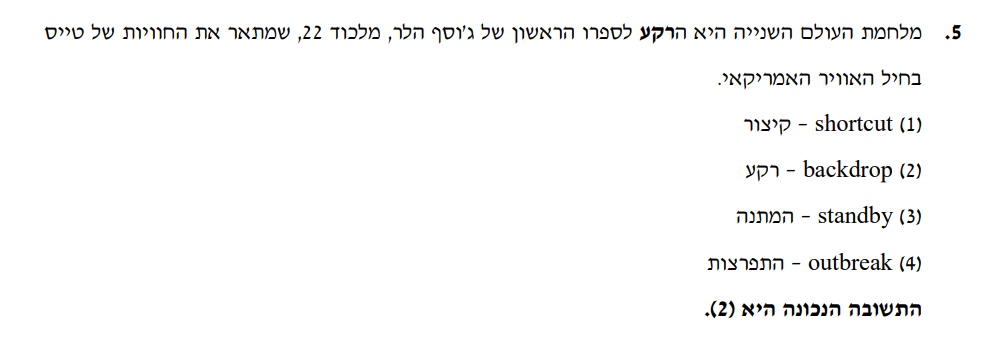 5. מלחמת העולם השנייה היא הרקע לספרו הראשון של ג'וסף הלר, מלכוד 22, שמתאר את החוויות של טייס
בחיל האוויר האמריקאי.
(1) shortcut – קיצור
(2) backdrop – רקע
(3) standby – המתנה
(4) outbreak – התפרצות
התשובה הנכונה היא (2).